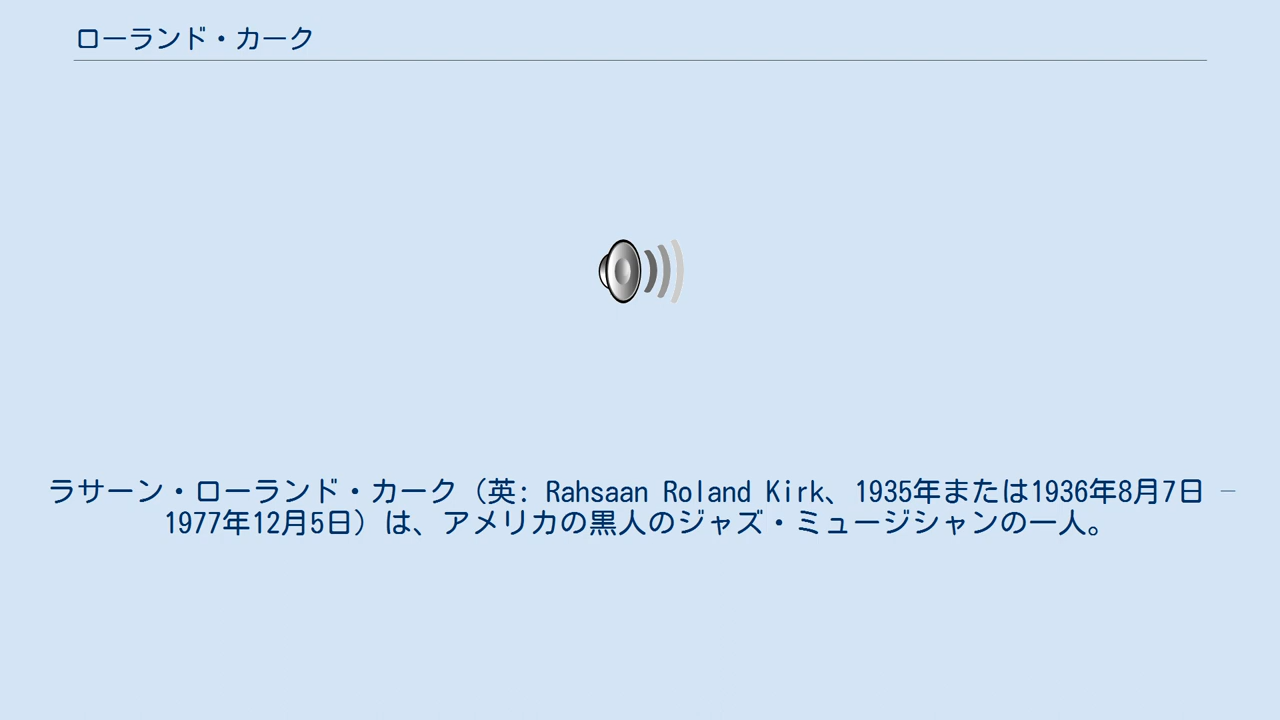 ローランド・カーク
ラサーン・ローランド・カーク（英: Rahsaan Roland Kirk、1935年または1936年8月7日 –
1977年12月5日）は、アメリカの黒人のジャズ・ミュージシャンの一人。